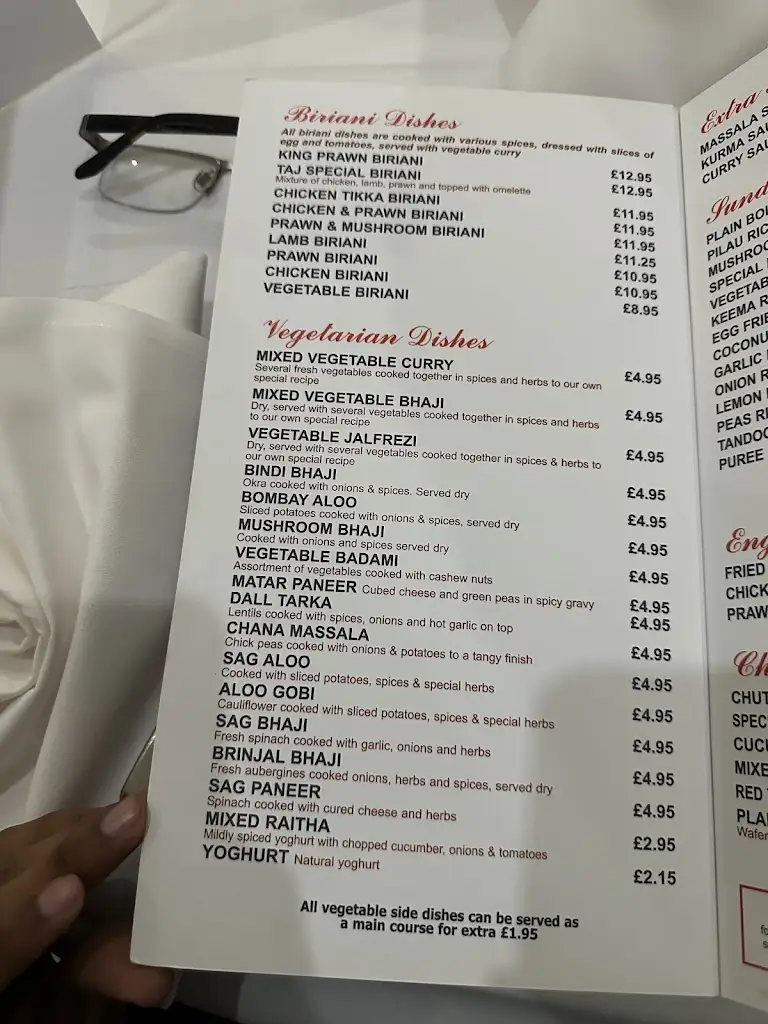 Biriani Dishes
All biriani dishes are cooked with various spices, dressed with slices of
egg and tomatoes, served with vegetable curry
KING PRAWN BIRIANI £12.95
TAJ SPECIAL BIRIANI £12.95
Mixture of chicken, lamb, prawn and topped with omelette
CHICKEN TIKKA BIRIANI £11.95
CHICKEN & PRAWN BIRIANI £11.95
PRAWN & MUSHROOM BIRIANI £11.95
LAMB BIRIANI £11.25
PRAWN BIRIANI £10.95
CHICKEN BIRIANI £10.95
VEGETABLE BIRIANI £8.95
Vegetarian Dishes
MIXED VEGETABLE CURRY £4.95
Several fresh vegetables cooked together in spices and herbs to our own
special recipe
MIXED VEGETABLE BHAJI £4.95
Dry, served with several vegetables cooked together in spices and herbs
to our own special recipe
VEGETABLE JALFREZI £4.95
Dry, served with several vegetables cooked together in spices & herbs to
our own special recipe
BINDI BHAJI £4.95
Okra cooked with onions & spices. Served dry
BOMBAY ALOO £4.95
Sliced potatoes cooked with onions & spices, served dry
MUSHROOM BHAJI £4.95
Cooked with onions and spices served dry
VEGETABLE BADAMI £4.95
Assortment of vegetables cooked with cashew nuts
MATAR PANEER Cubed cheese and green peas in spicy gravy £4.95
DALL TARKA £4.95
Lentils cooked with spices, onions and hot garlic on top
CHANA MASSALA £4.95
Chick peas cooked with onions & potatoes to a tangy finish
SAG ALOO £4.95
Cooked with sliced potatoes, spices & special herbs
ALOO GOBI £4.95
Cauliflower cooked with sliced potatoes, spices & special herbs
SAG BHAJI £4.95
Fresh spinach cooked with garlic, onions and herbs
BRINJAL BHAJI £4.95
Fresh aubergines cooked onions, herbs and spices, served dry
SAG PANEER £4.95
Spinach cooked with cured cheese and herbs
MIXED RAITHA £2.95
Mildly spiced yoghurt with chopped cucumber, onions & tomatoes
YOGHURT Natural yoghurt £2.15
All vegetable side dishes can be served as
a main course for extra £1.95
Extra
MASSALA
KURMA
CURRY
PLAIN
PILAU
SPECIAL
KEEMA
EGG
GARLIC
ONION
LEMON
PEAS
PUREE
FRIED